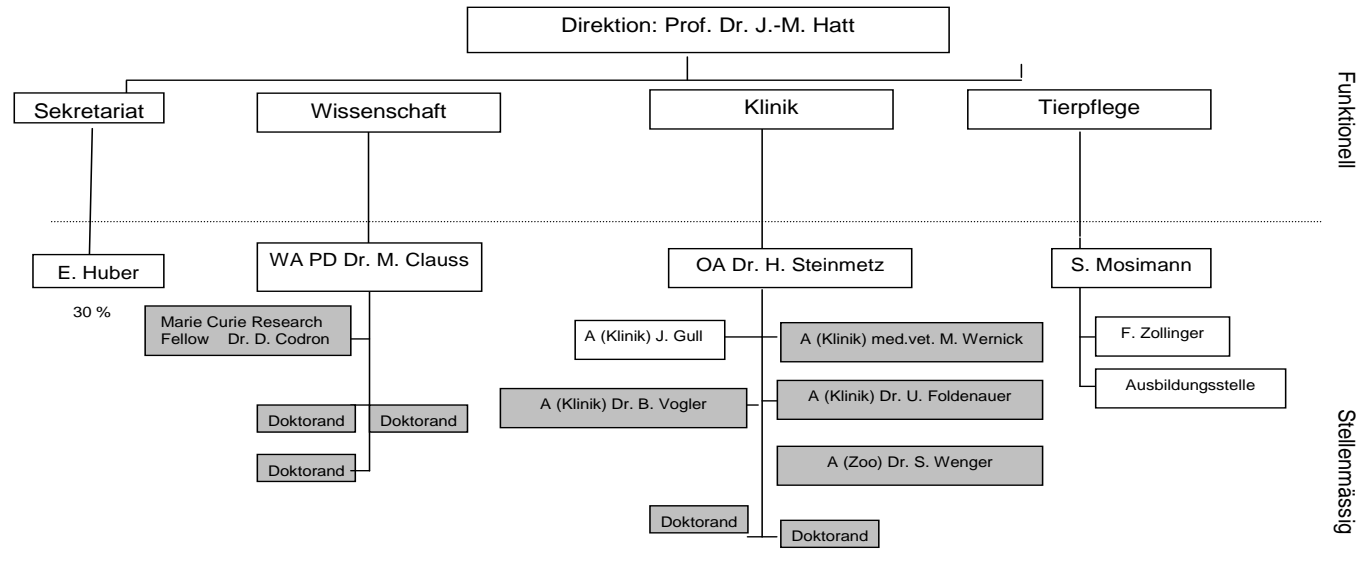 Direktion: Prof. Dr. J.-M. Hatt
Funktionell
Sekretariat
Wissenschaft
Klinik
Tierpflege
E. Huber
30 %
WA PD Dr. M. Clauss
OA Dr. H. Steinmetz
S. Mosimann
Marie Curie Research
Fellow Dr. D. Codron
A (Klinik) J. Gull
A (Klinik) med.vet. M. Wernick
F. Zollinger
A (Klinik) Dr. B. Vogler
A (Klinik) Dr. U. Foldenauer
Ausbildungsstelle
Doktorand
Doktorand
Doktorand
A (Zoo) Dr. S. Wenger
Doktorand
Doktorand
Stellenmässig